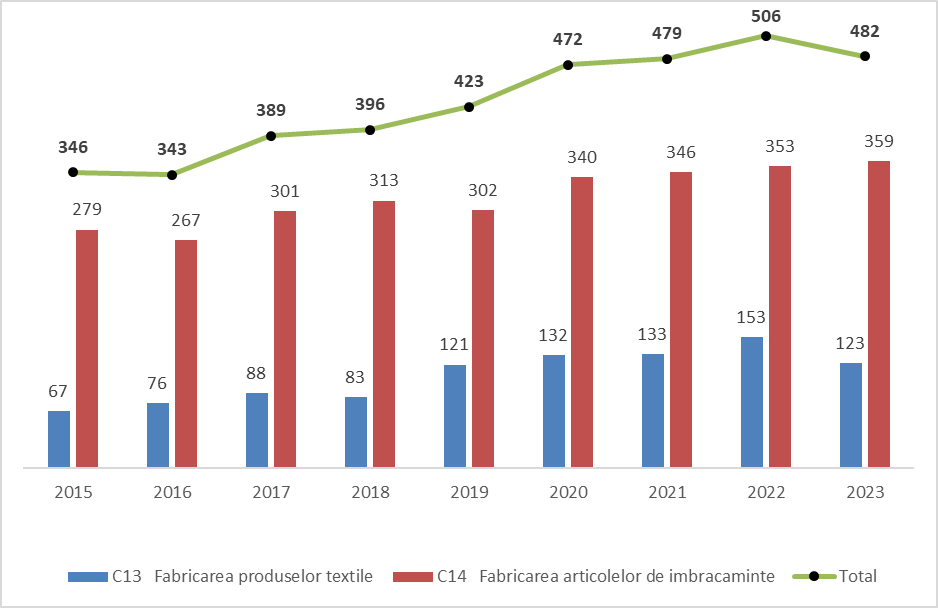 346 343 389 396 423 472 479 506 482
279 267 301 313 302 340 346 353 359
67 76 88 83 121 132 133 153 123
2015 2016 2017 2018 2019 2020 2021 2022 2023
C13 Fabricarea produselor textile C14 Fabricarea articolelor de imbracaminte Total